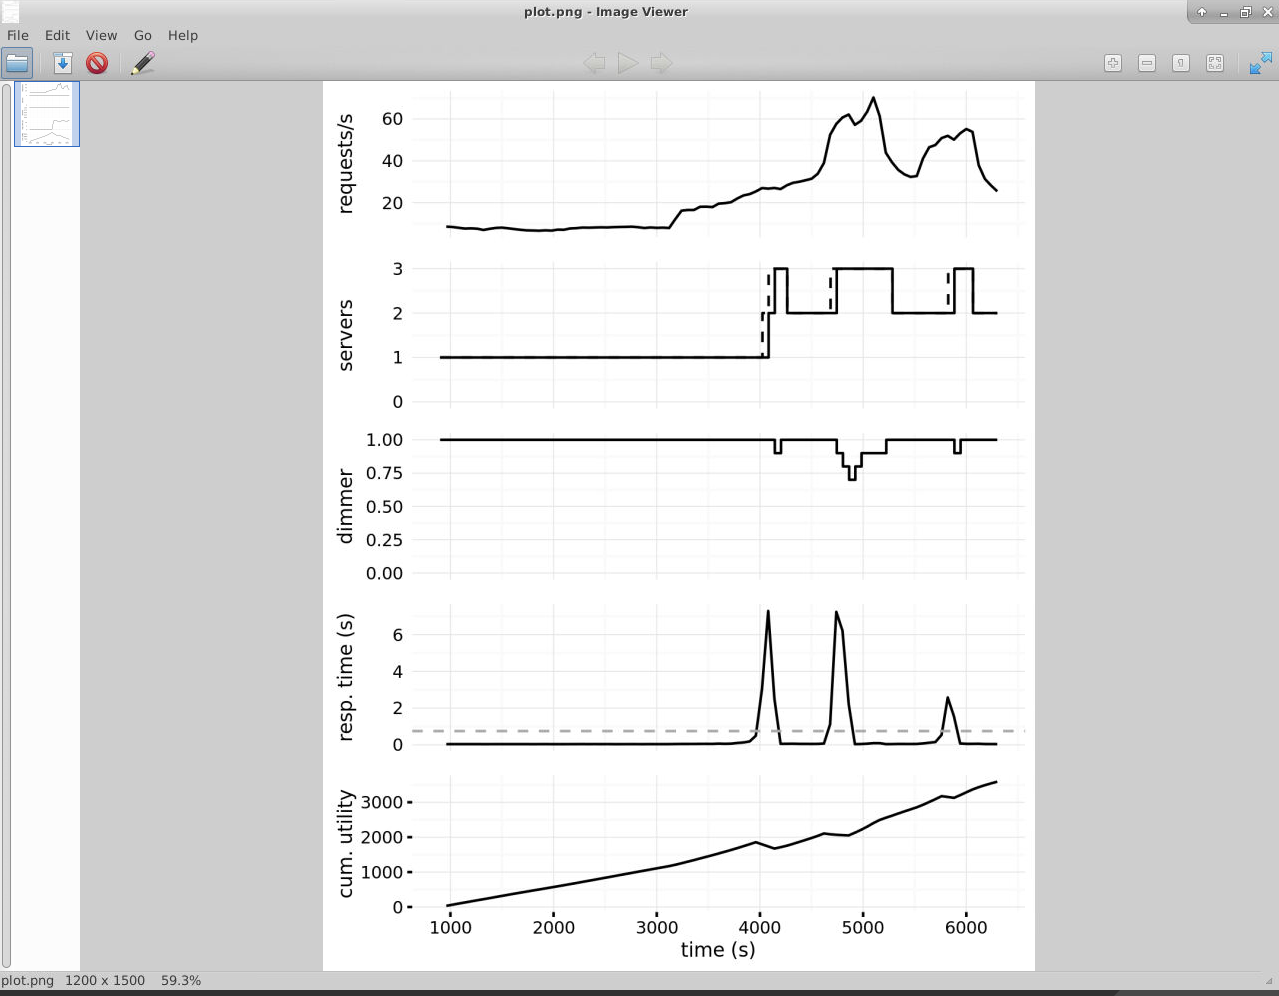 plot.png - Image Viewer
File Edit View Go Help
requests/s
60
40
20
servers
3
2
1
0
dimmer
1.00
0.75
0.50
0.25
0.00
resp. time (s)
6
4
2
0
cum. utility
3000
2000
1000
0
1000 2000 3000 4000 5000 6000
time (s)
plot.png 1200 x 1500 59.3%